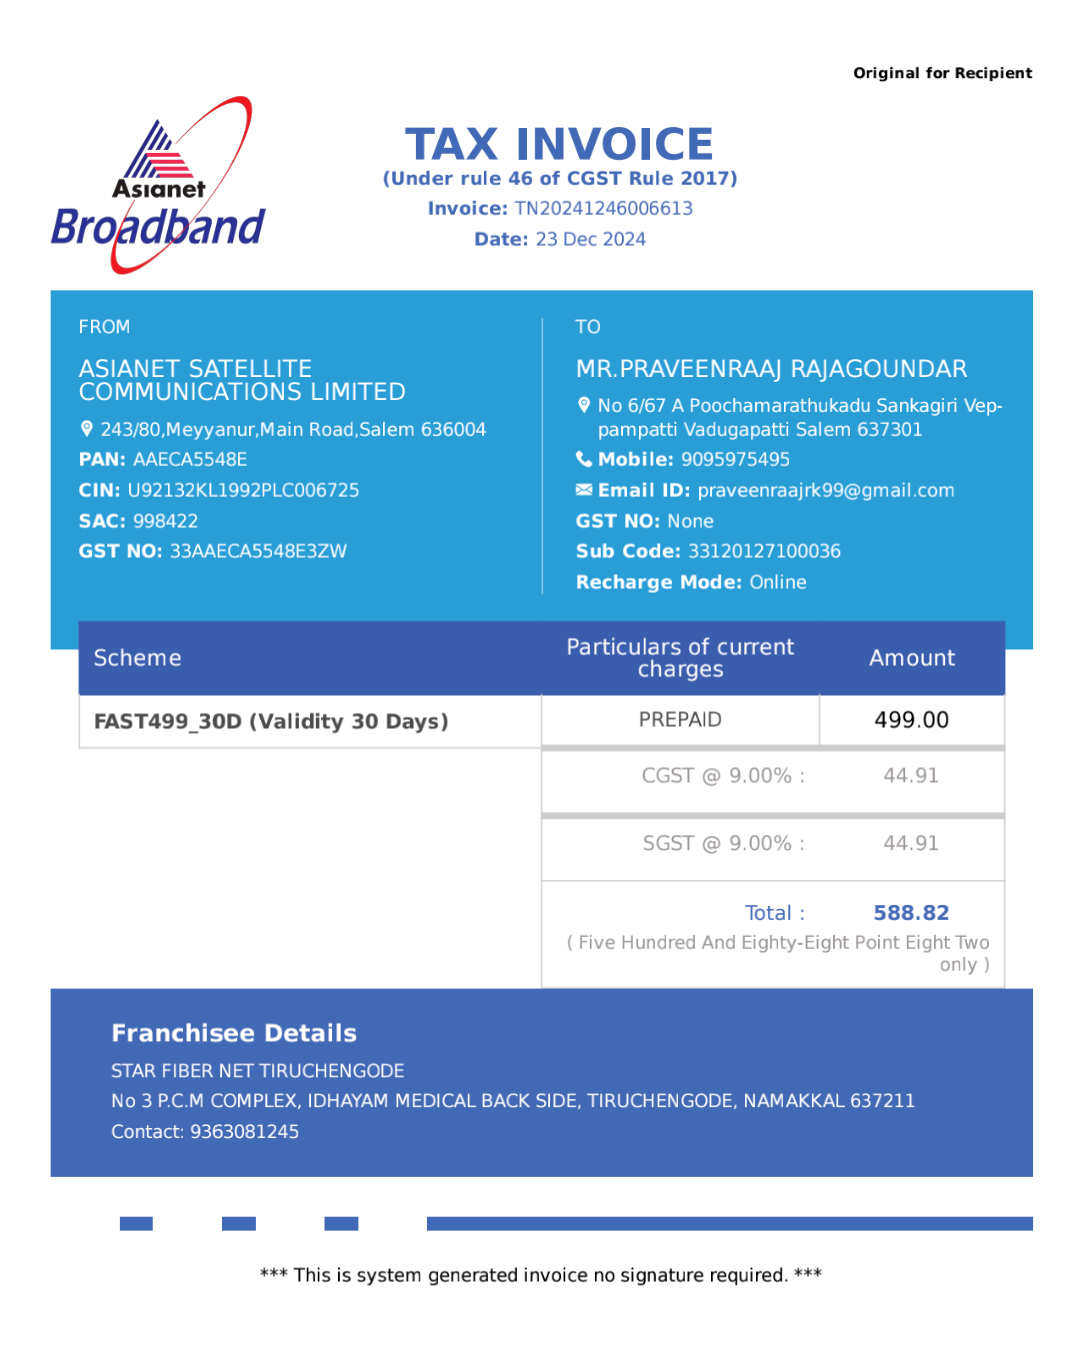 Original for Recipient
Asianet
Broadband
TAX INVOICE
(Under rule 46 of CGST Rule 2017)
Invoice: TN20241246006613
Date: 23 Dec 2024
FROM
ASIANET SATELLITE
COMMUNICATIONS LIMITED
243/80,Meyyanur,Main Road,Salem 636004
PAN: AAECA5548E
CIN: U92132KL1992PLC006725
SAC: 998422
GST NO: 33AAECA5548E3ZW
TO
MR.PRAVEENRAAJ RAJAGOUNDAR
No 6/67 A Poochamarathukadu Sankagiri Vep-
pampatti Vadugapatti Salem 637301
Mobile: 9095975495
Email ID: praveenraajrk99@gmail.com
GST NO: None
Sub Code: 33120127100036
Recharge Mode: Online
Scheme
Particulars of current
charges
Amount
FAST499_30D (Validity 30 Days)
PREPAID
499.00
CGST @ 9.00% :
44.91
SGST @ 9.00% :
44.91
Total :
588.82
( Five Hundred And Eighty-Eight Point Eight Two
only )
Franchisee Details
STAR FIBER NET TIRUCHENGODE
No 3 P.C.M COMPLEX, IDHAYAM MEDICAL BACK SIDE, TIRUCHENGODE, NAMAKKAL 637211
Contact: 9363081245
*** This is system generated invoice no signature required. ***